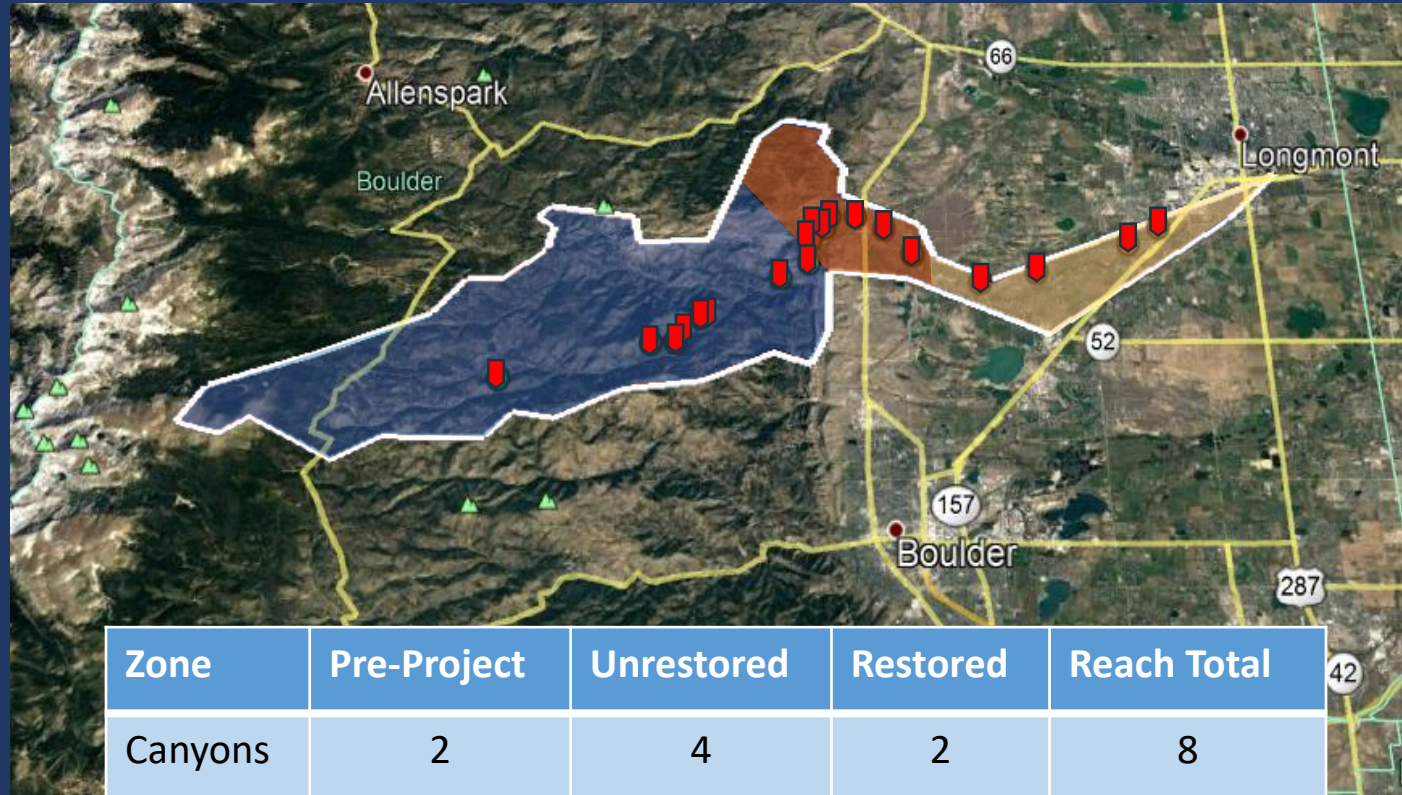 66
Allenspark
Longmont
Boulder
52
157
Boulder
287
42
Zone Pre-Project Unrestored Restored Reach Total
Canyons 2 4 2 8